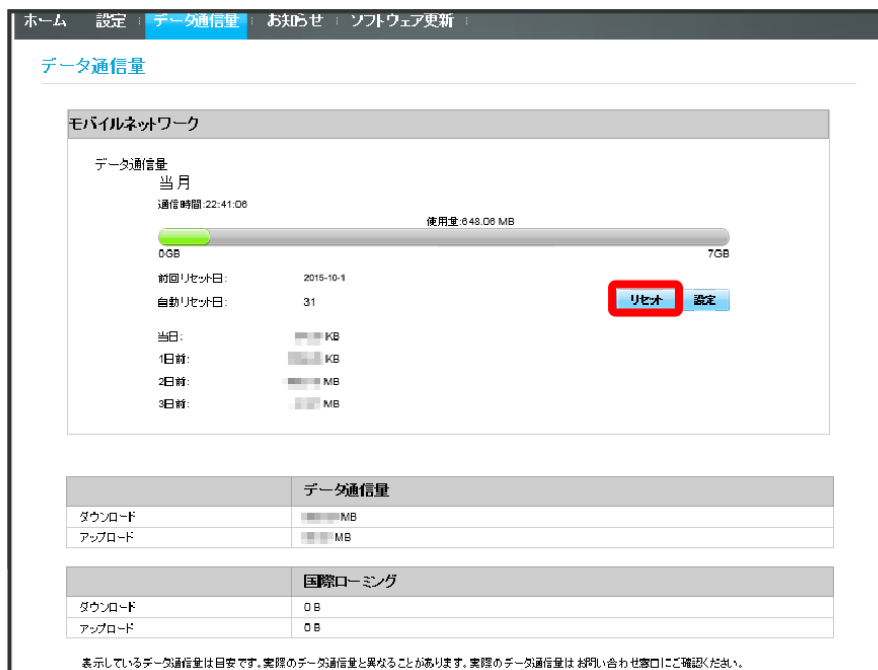 ホーム 設定 データ通信量 お知らせ ソフトウェア更新
データ通信量
モバイルネットワーク
データ通信量
当月
通信時間:22:41:06
使用量:648.06 MB
0GB 7GB
前回リセット日: 2015-10-1
自動リセット日: 31 リセット 設定
当日: KB
1日前: KB
2日前: MB
3日前: MB
データ通信量
ダウンロード MB
アップロード MB
国際ローミング
ダウンロード 0 B
アップロード 0 B
表示しているデータ通信量は目安です。実際のデータ通信量と異なることがあります。実際のデータ通信量はお問い合わせ窓口にご確認ください。